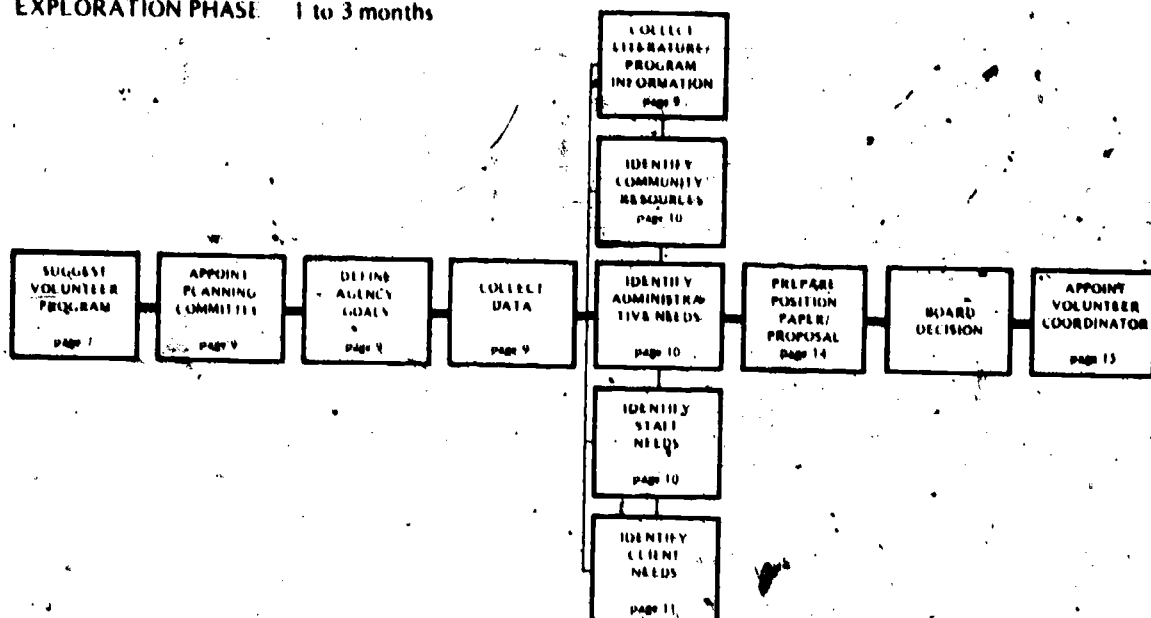 EXPLORATION PHASE 1 to 3 months
COLLECT
LITERATURE/
PROGRAM
INFORMATION
page 9
IDENTIFY
COMMUNITY
RESOURCES
page 10
SUGGEST
VOLUNTEER
PROGRAM
page 7
APPOINT
PLANNING
COMMITTEE
page
DEFINE
AGENCY
GOALS
page
COLLECT
DATA
page 9
IDENTIFY
ADMINISTRA-
TIVE NEEDS
page 10
PREPARE
POSITION
PAPER/
PROPOSAL
page 14
BOARD
DECISION
APPOINT
VOLUNTEER
COORDINATOR
page 15
IDENTIFY
STAFF
NEEDS
page 10
IDENTIFY
CLIENT
NEEDS
page 11